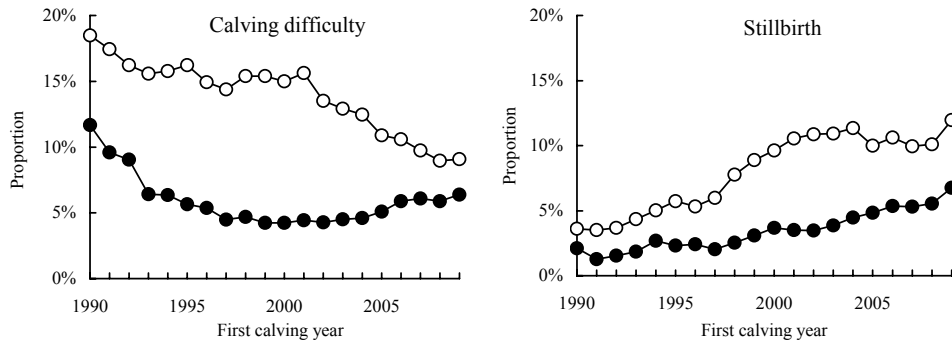 Calving difficulty
20%
15%
10%
5%
0%
Proportion
1990 1995 2000 2005
First calving year
Stillbirth
20%
15%
10%
5%
0%
Proportion
1990 1995 2000 2005
First calving year